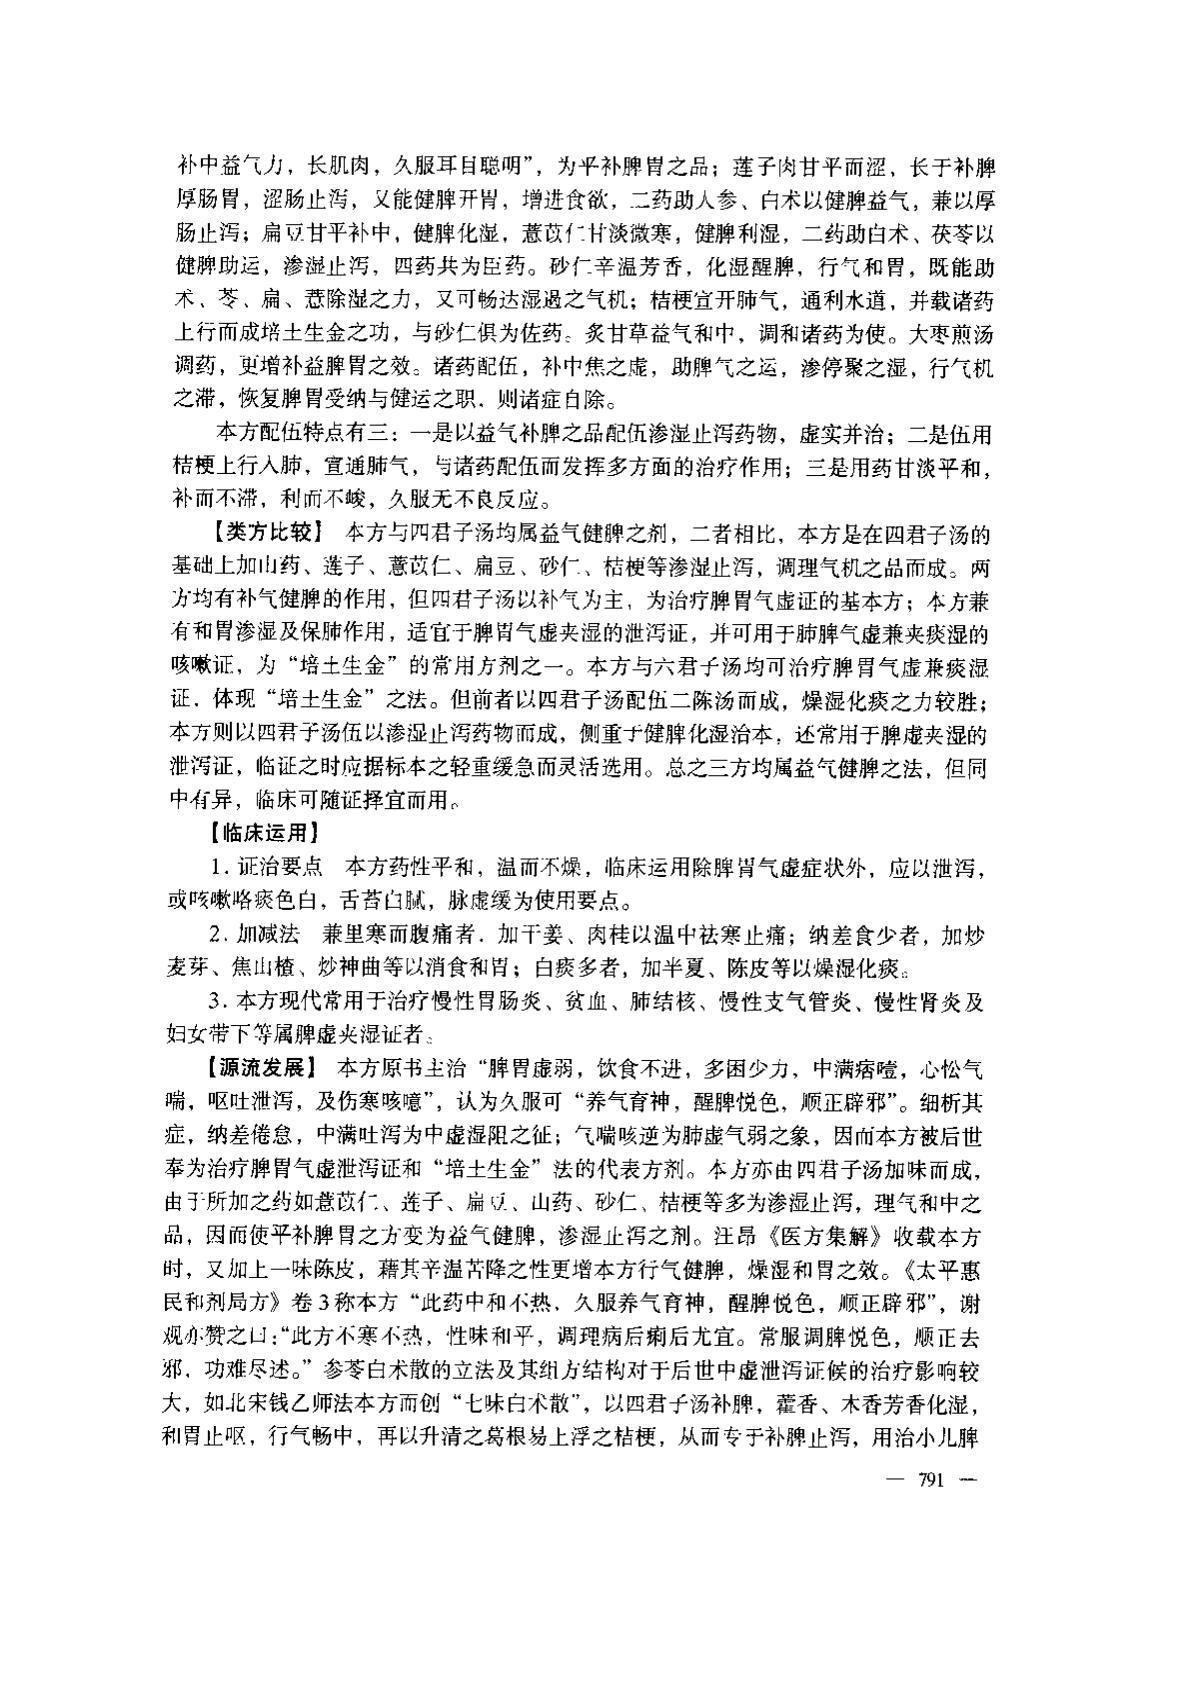 补中益气力，长肌肉，久服耳目聪明”，为平补脾胃之品；莲子肉甘平而涩，长于补脾
厚肠胃，涩肠止泻，又能健脾开胃，增进食欲，二药助人参、白术以健脾益气，兼以厚
肠止泻；扁豆甘平补中，健脾化湿，薏苡仁甘淡微寒，健脾利湿，二药助白术、茯苓以
健脾助运，渗湿止泻，四药共为臣药。砂仁辛温芳香，化湿醒脾，行气和胃，既能助
术、苓、扁、薏除湿之力，又可畅达湿遏之气机；桔梗宣开肺气，通利水道，并载诸药
上行而成培土生金之功，与砂仁俱为佐药。炙甘草益气和中，调和诸药为使。大枣煎汤
调药，更增补益脾胃之效。诸药配伍，补中焦之虚，助脾气之运，渗停聚之湿，行气机
之滞，恢复脾胃受纳与健运之职，则诸症自除。
本方配伍特点有三：一是以益气补脾之品配伍渗湿止泻药物，虚实并治；二是伍用
桔梗上行入肺，宣通肺气，与诸药配伍而发挥多方面的治疗作用；三是用药甘淡平和，
补而不滞，利而不峻，久服无不良反应。
【类方比较】 本方与四君子汤均属益气健脾之剂，二者相比，本方是在四君子汤的
基础上加山药、莲子、薏苡仁、扁豆、砂仁、桔梗等渗湿止泻，调理气机之品而成。两
方均有补气健脾的作用，但四君子汤以补气为主，为治疗脾胃气虚证的基本方；本方兼
有和胃渗湿及保肺作用，适宜于脾胃气虚夹湿的泄泻证，并可用于肺脾气虚兼夹痰湿的
咳嗽证，为“培土生金”的常用方剂之一。本方与六君子汤均可治疗脾胃气虚兼痰湿
证，体现“培土生金”之法。但前者以四君子汤配伍二陈汤而成，燥湿化痰之力较胜；
本方则以四君子汤伍以渗湿止泻药物而成，侧重于健脾化湿治本，还常用于脾虚夹湿的
泄泻证，临证之时应据标本之轻重缓急而灵活选用。总之三方均属益气健脾之法，但同
中有异，临床可随证择宜而用。
【临床运用】
1. 证治要点 本方药性平和，温而不燥，临床运用除脾胃气虚症状外，应以泄泻，
或咳嗽咯痰色白，舌苔白腻，脉虚缓为使用要点。
2. 加减法 兼里寒而腹痛者，加干姜、肉桂以温中祛寒止痛；纳差食少者，加炒
麦芽、焦山楂、炒神曲等以消食和胃；白痰多者，加半夏、陈皮等以燥湿化痰。
3. 本方现代常用于治疗慢性胃肠炎、贫血、肺结核、慢性支气管炎、慢性肾炎及
妇女带下等属脾虚夹湿证者。
【源流发展】 本方原书主治“脾胃虚弱，饮食不进，多困少力，中满痞噎，心忪气
喘，呕吐泄泻，及伤寒咳噫”，认为久服可“养气育神，醒脾悦色，顺正辟邪”。细析其
症，纳差倦怠，中满吐泻为中虚湿阻之征；气喘咳逆为肺虚气弱之象，因而本方被后世
奉为治疗脾胃气虚泄泻证和“培土生金”法的代表方剂。本方亦由四君子汤加味而成，
由于所加之药如薏苡仁、莲子、扁豆、山药、砂仁、桔梗等多为渗湿止泻，理气和中之
品，因而使平补脾胃之方变为益气健脾，渗湿止泻之剂。汪昂《医方集解》收载本方
时，又加上一味陈皮，藉其辛温苦降之性更增本方行气健脾，燥湿和胃之效。《太平惠
民和剂局方》卷3称本方“此药中和不热，久服养气育神，醒脾悦色，顺正辟邪”，谢
观亦赞之曰：“此方不寒不热，性味和平，调理病后痢后尤宜。常服调脾悦色，顺正去
邪，功难尽述。”参苓白术散的立法及其组方结构对于后世中虚泄泻证候的治疗影响较
大，如北宋钱乙师法本方而创“七味白术散”，以四君子汤补脾，藿香、木香芳香化湿，
和胃止呕，行气畅中，再以升清之葛根易上浮之桔梗，从而专于补脾止泻，用治小儿脾
— 791 —